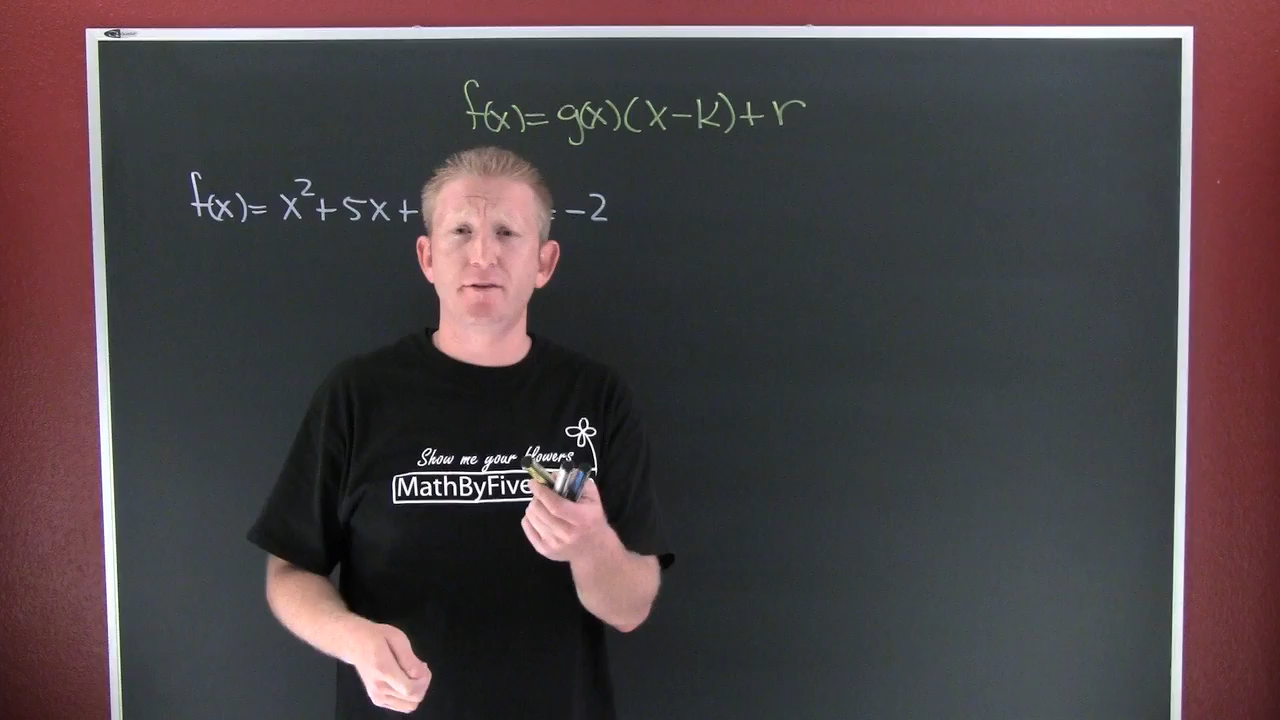 f(x)= g(x)(x-k)+r
f(x)= x²+5x+ = -2
Show me your flowers
MathByFive